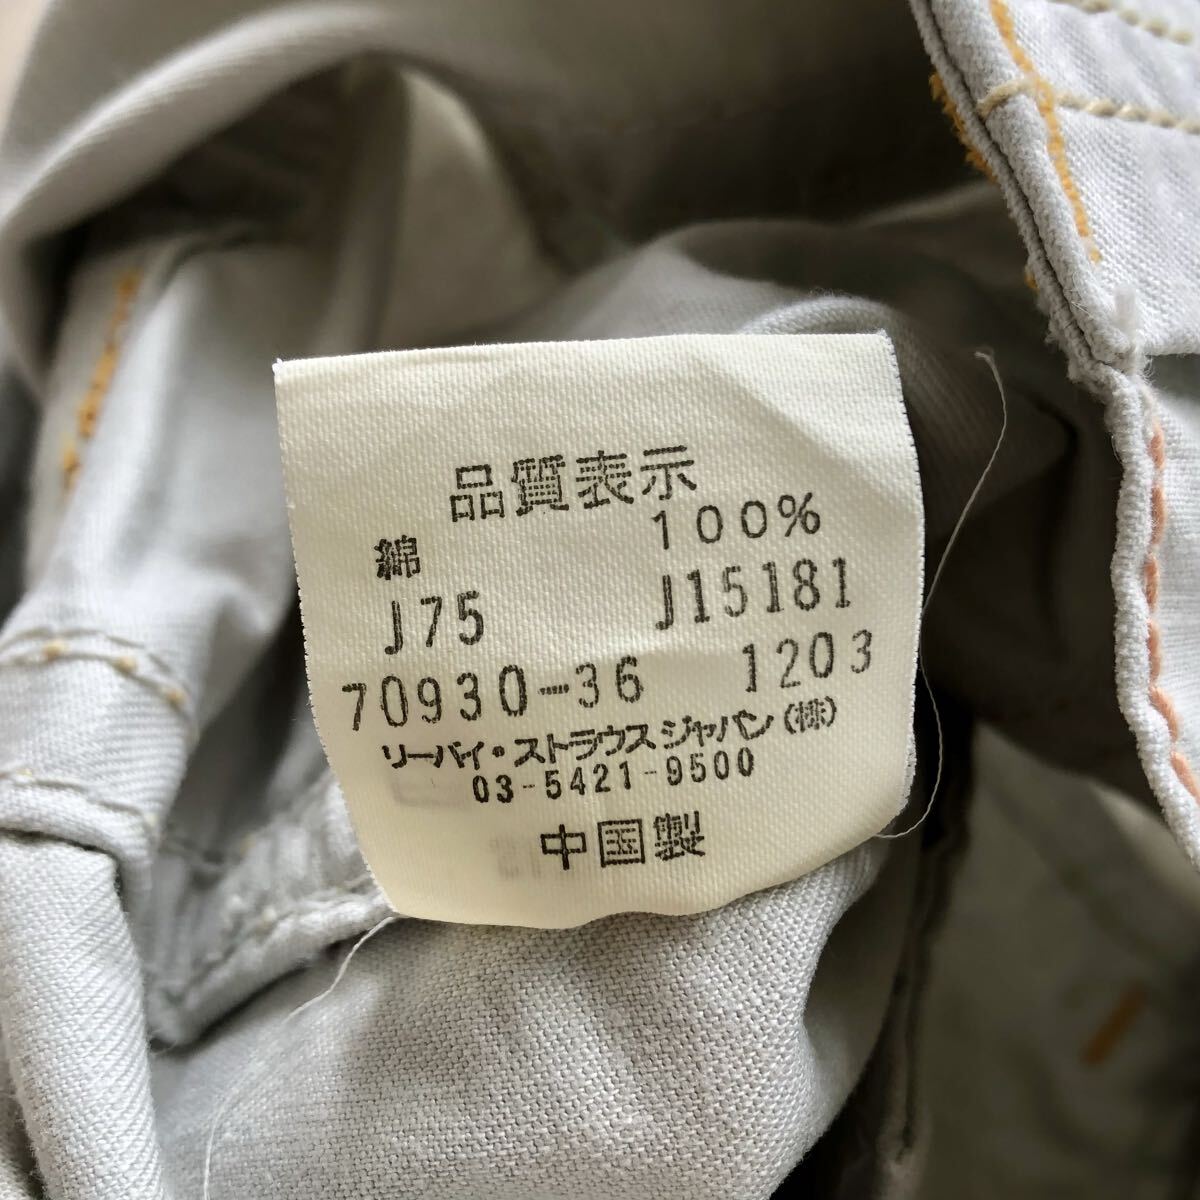 品質表示
綿 100%
J75 J15181
70930-36 1203
リーバイ・ストラウスジャパン(株)
03-5421-9500
中国製